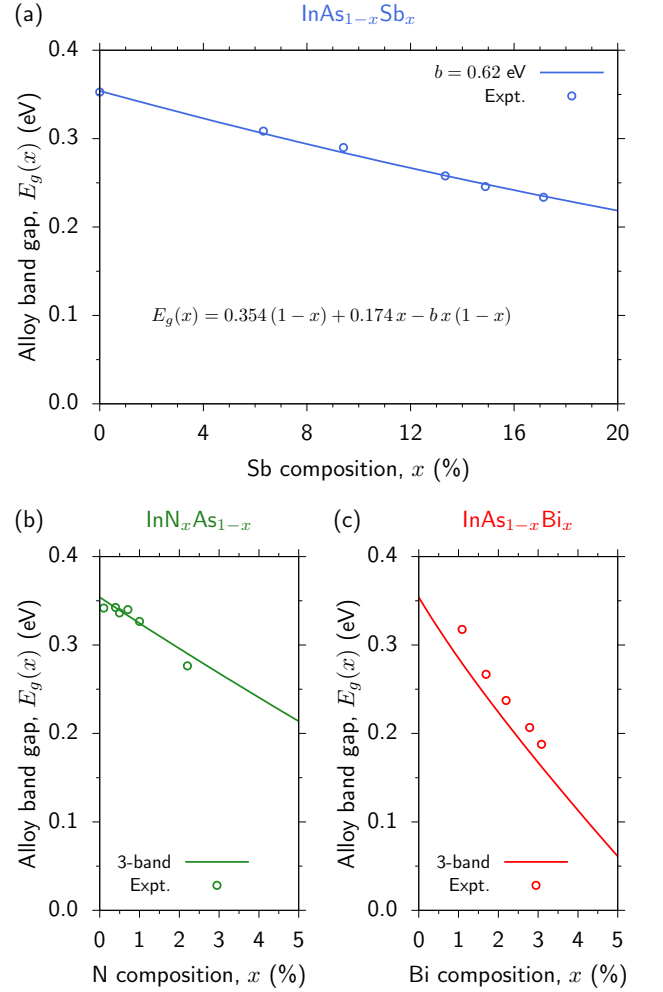 (a) InAs₁₋ₓSbₓ
0.4
0.3
0.2
0.1
0.0
Alloy band gap, E_g(x) (eV)
b = 0.62 eV
Expt.
E_g(x) = 0.354 (1 − x) + 0.174 x − b x (1 − x)
0 4 8 12 16 20
Sb composition, x (%)
(b) InNₓAs₁₋ₓ
0.4
0.3
0.2
0.1
0.0
Alloy band gap, E_g(x) (eV)
3-band
Expt.
0 1 2 3 4 5
N composition, x (%)
(c) InAs₁₋ₓBiₓ
0.4
0.3
0.2
0.1
0.0
Alloy band gap, E_g(x) (eV)
3-band
Expt.
0 1 2 3 4 5
Bi composition, x (%)